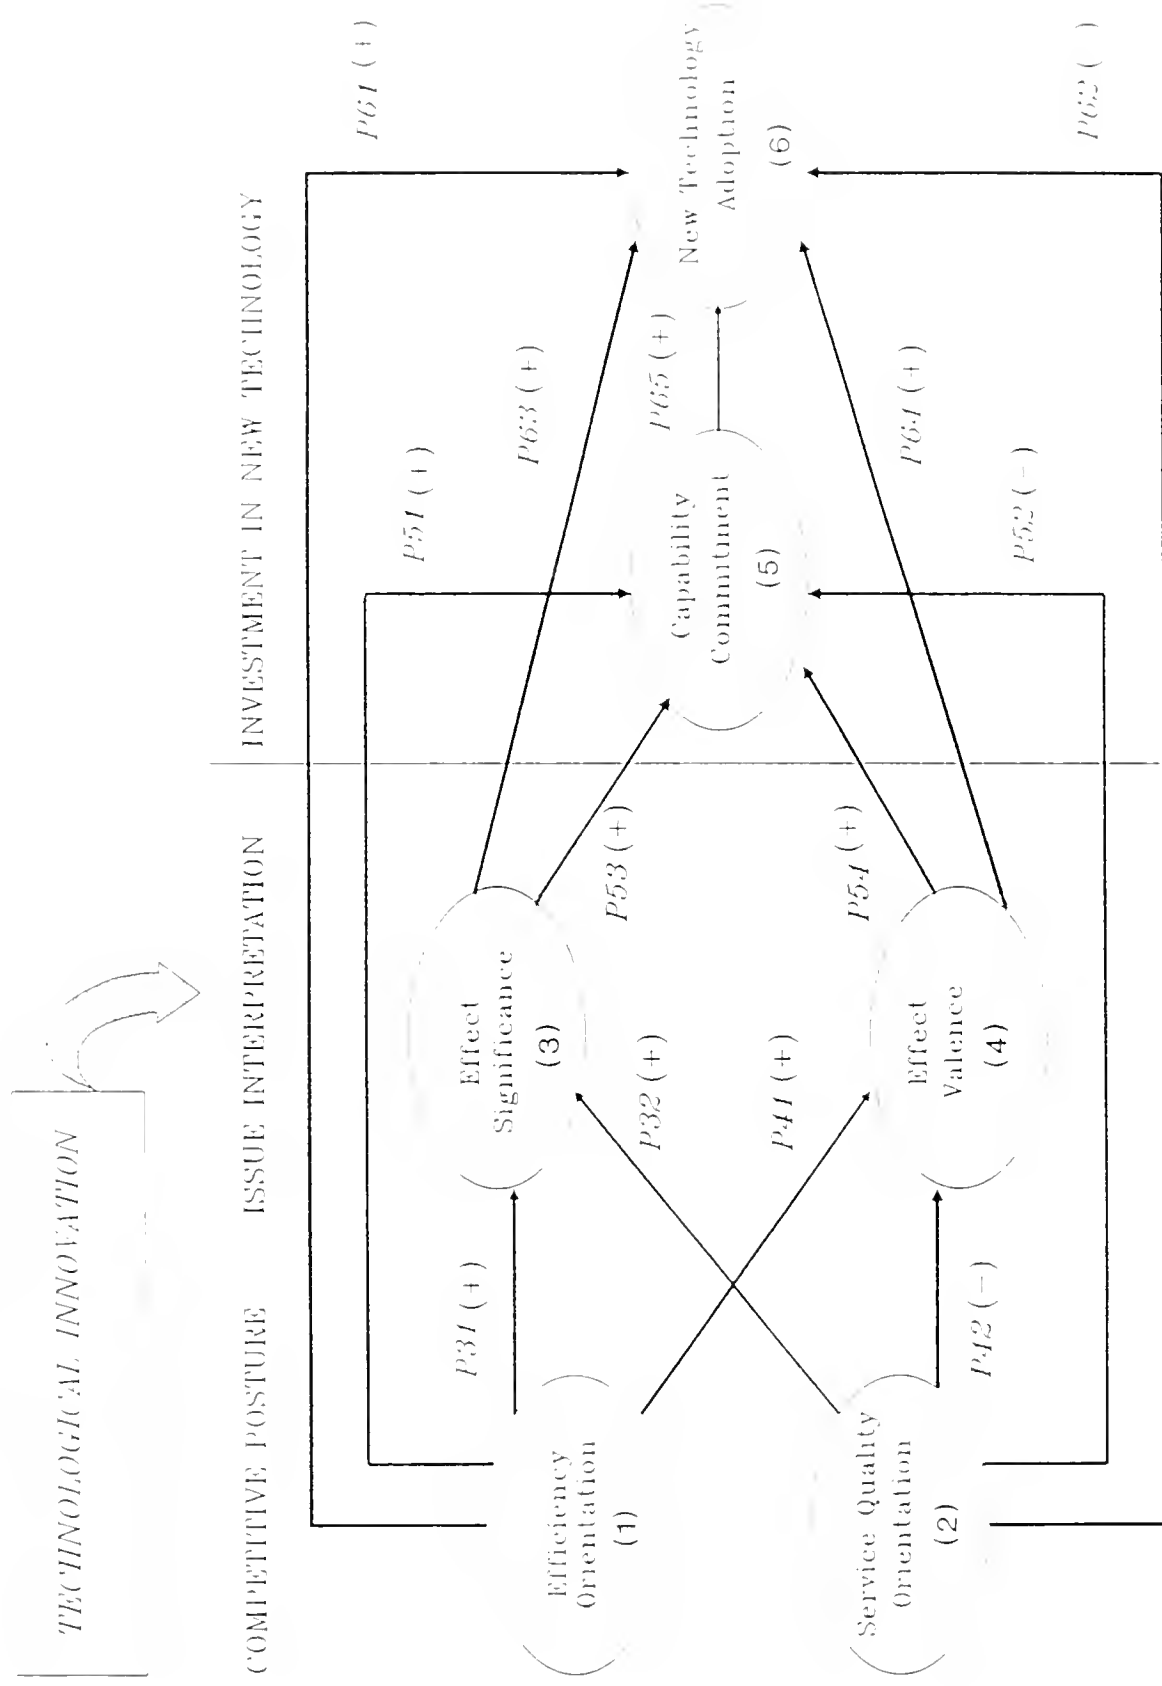 TECHNOLOGICAL INNOVATION
COMPETITIVE POSTURE
ISSUE INTERPRETATION
INVESTMENT IN NEW TECHNOLOGY
P61 (+)
P51 (+)
P31 (+)
P63 (+)
Effect
Significance
(3)
Efficiency
Orientation
(1)
P53 (+)
P32 (+)
P65 (+)
Capability
Commitment
(5)
New Technology
Adoption
(6)
P41 (+)
P54 (+)
P64 (+)
Service Quality
Orientation
(2)
Effect
Valence
(4)
P42 (-)
P52 (-)
P62 ( )